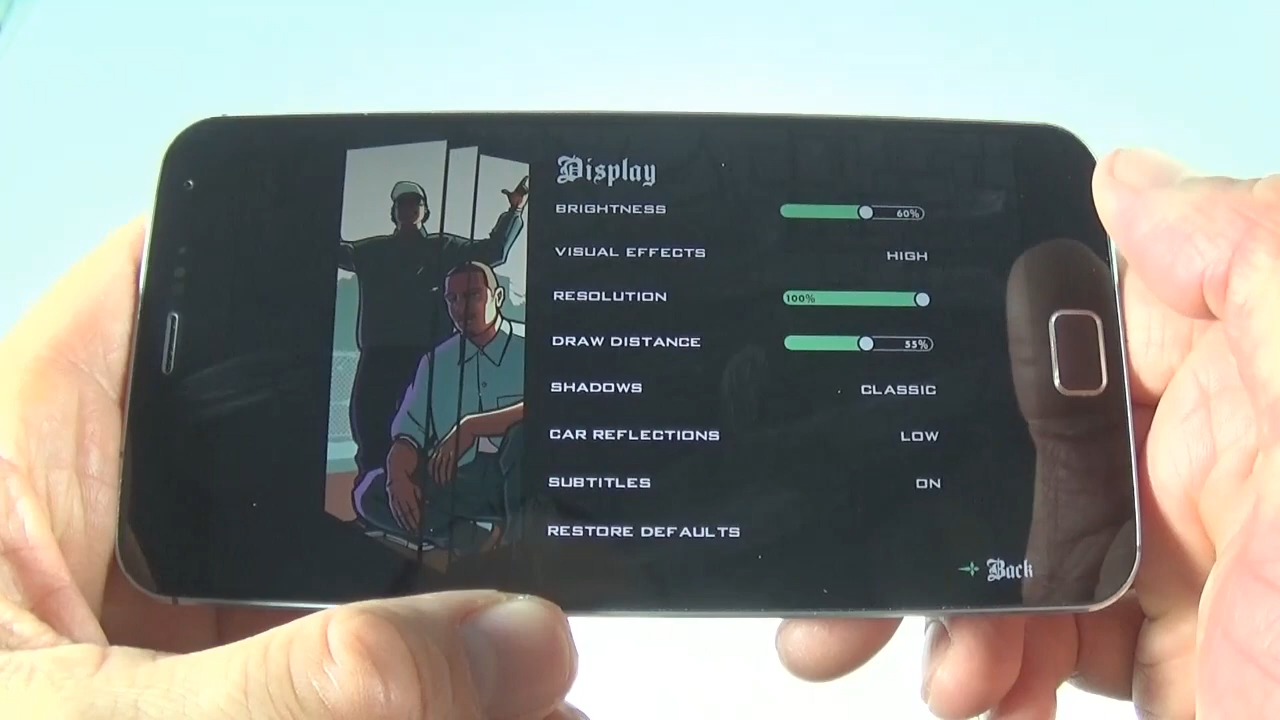 Display
BRIGHTNESS 60%
VISUAL EFFECTS HIGH
RESOLUTION 100%
DRAW DISTANCE 55%
SHADOWS CLASSIC
CAR REFLECTIONS LOW
SUBTITLES ON
RESTORE DEFAULTS
Back